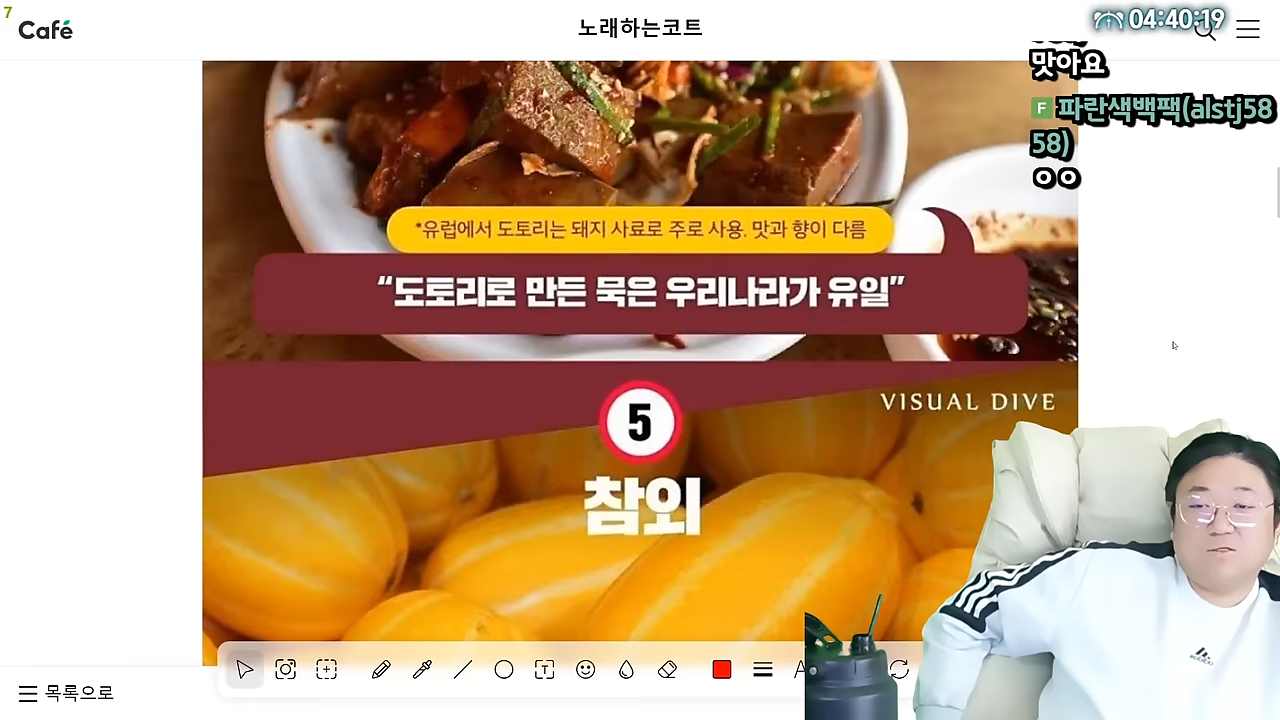 7
Café
노래하는코트
04:40:19
맛아요
F 파란색백팩(alstj58
58)
ㅇㅇ
*유럽에서 도토리는 돼지 사료로 주로 사용. 맛과 향이 다름
“도토리로 만든 묵은 우리나라가 유일”
VISUAL DIVE
5
참외
T
목록으로